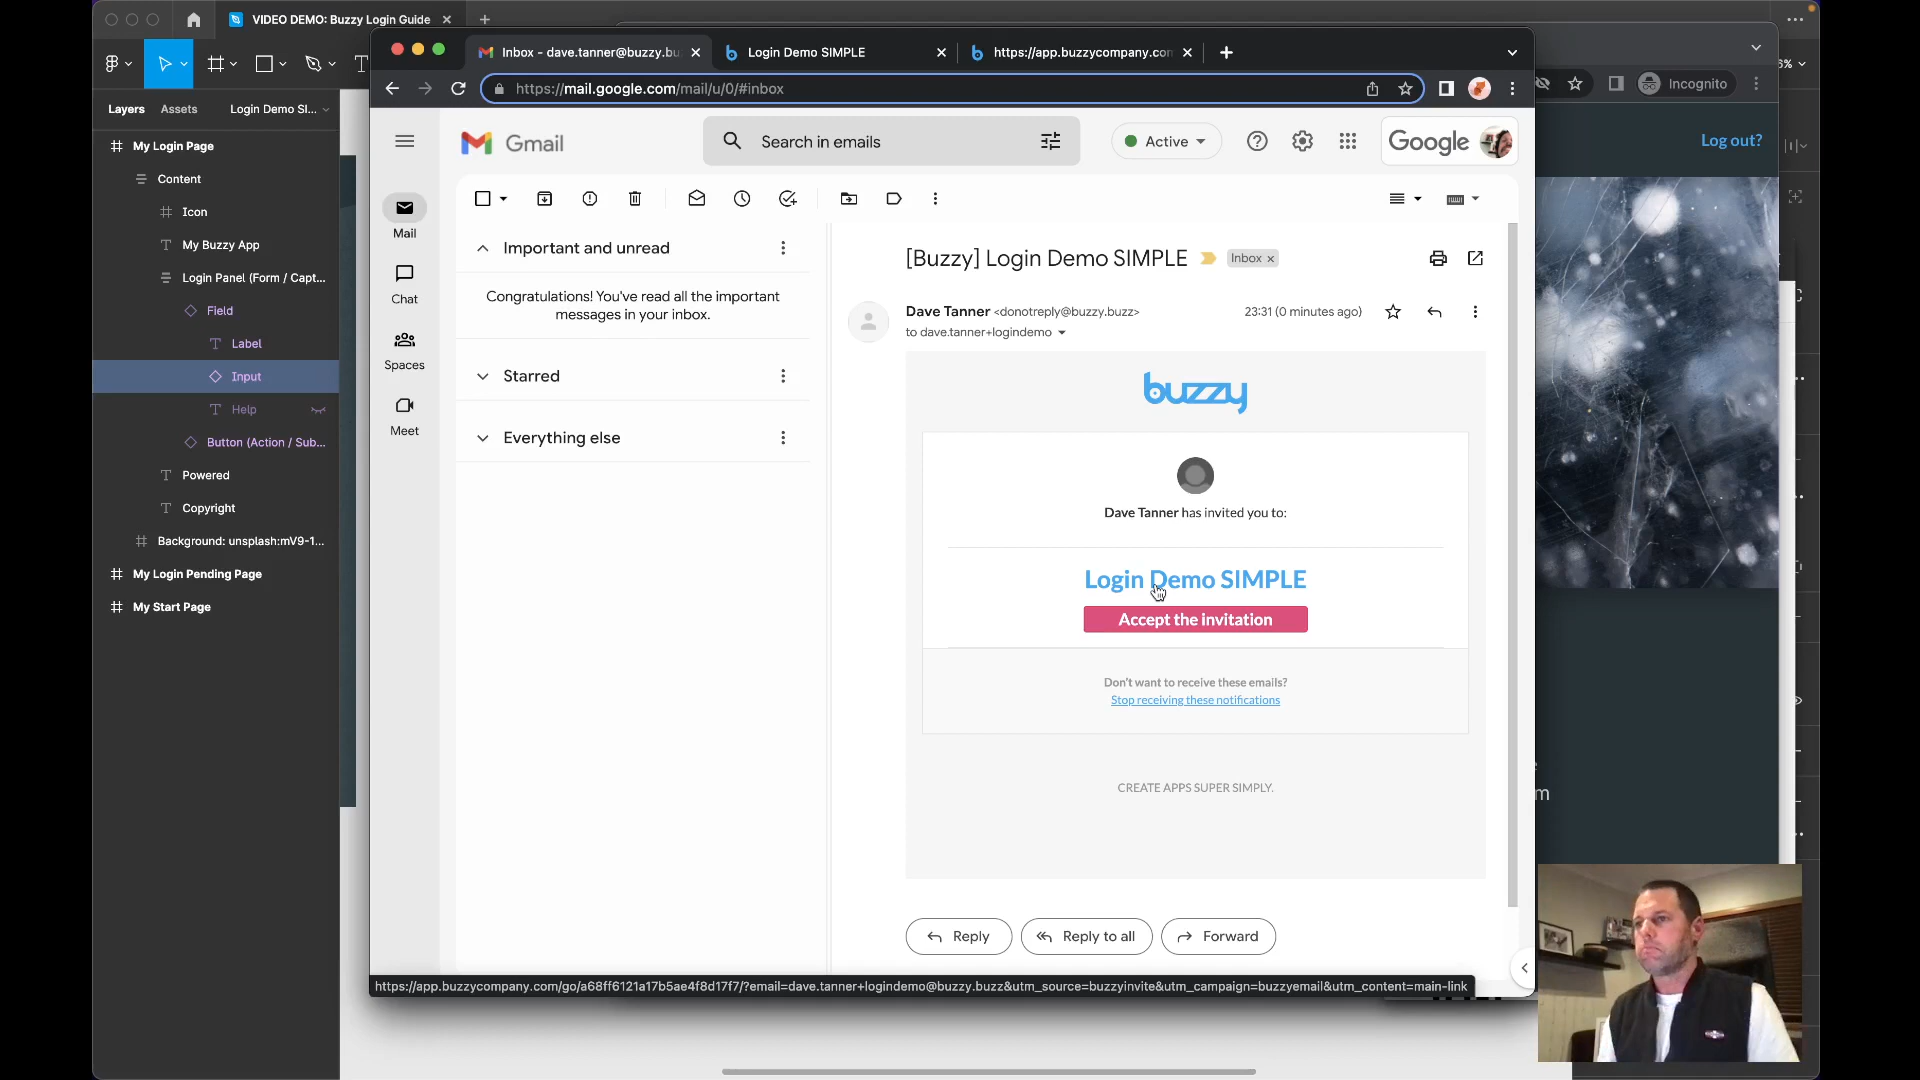 VIDEO DEMO: Buzzy Login Guide
Layers
Assets
Login Demo SI...
My Login Page
Content
Icon
My Buzzy App
Login Panel (Form / Capt...
Field
Label
Input
Help
Button (Action / Sub...
Powered
Copyright
Background: unsplash:mV9-1...
My Login Pending Page
My Start Page
Inbox - dave.tanner@buzzy.bu
Login Demo SIMPLE
https://app.buzzycompany.com
https://mail.google.com/mail/u/0/#inbox
Gmail
Search in emails
Active
Google
Mail
Chat
Spaces
Meet
Important and unread
Congratulations! You've read all the important
messages in your inbox.
Starred
Everything else
[Buzzy] Login Demo SIMPLE
Inbox
Dave Tanner <donotreply@buzzy.buzz>
23:31 (0 minutes ago)
to dave.tanner+logindemo
buzzy
Dave Tanner has invited you to:
Login Demo SIMPLE
Accept the invitation
Don't want to receive these emails?
Stop receiving these notifications
CREATE APPS SUPER SIMPLY.
Reply
Reply to all
Forward
https://app.buzzycompany.com/go/a68ff6121a17b5ae4f8d17f7/?email=dave.tanner+logindemo@buzzy.buzz&utm_source=buzzyinvite&utm_campaign=buzzyemail&utm_content=main-link
Incognito
Log out?